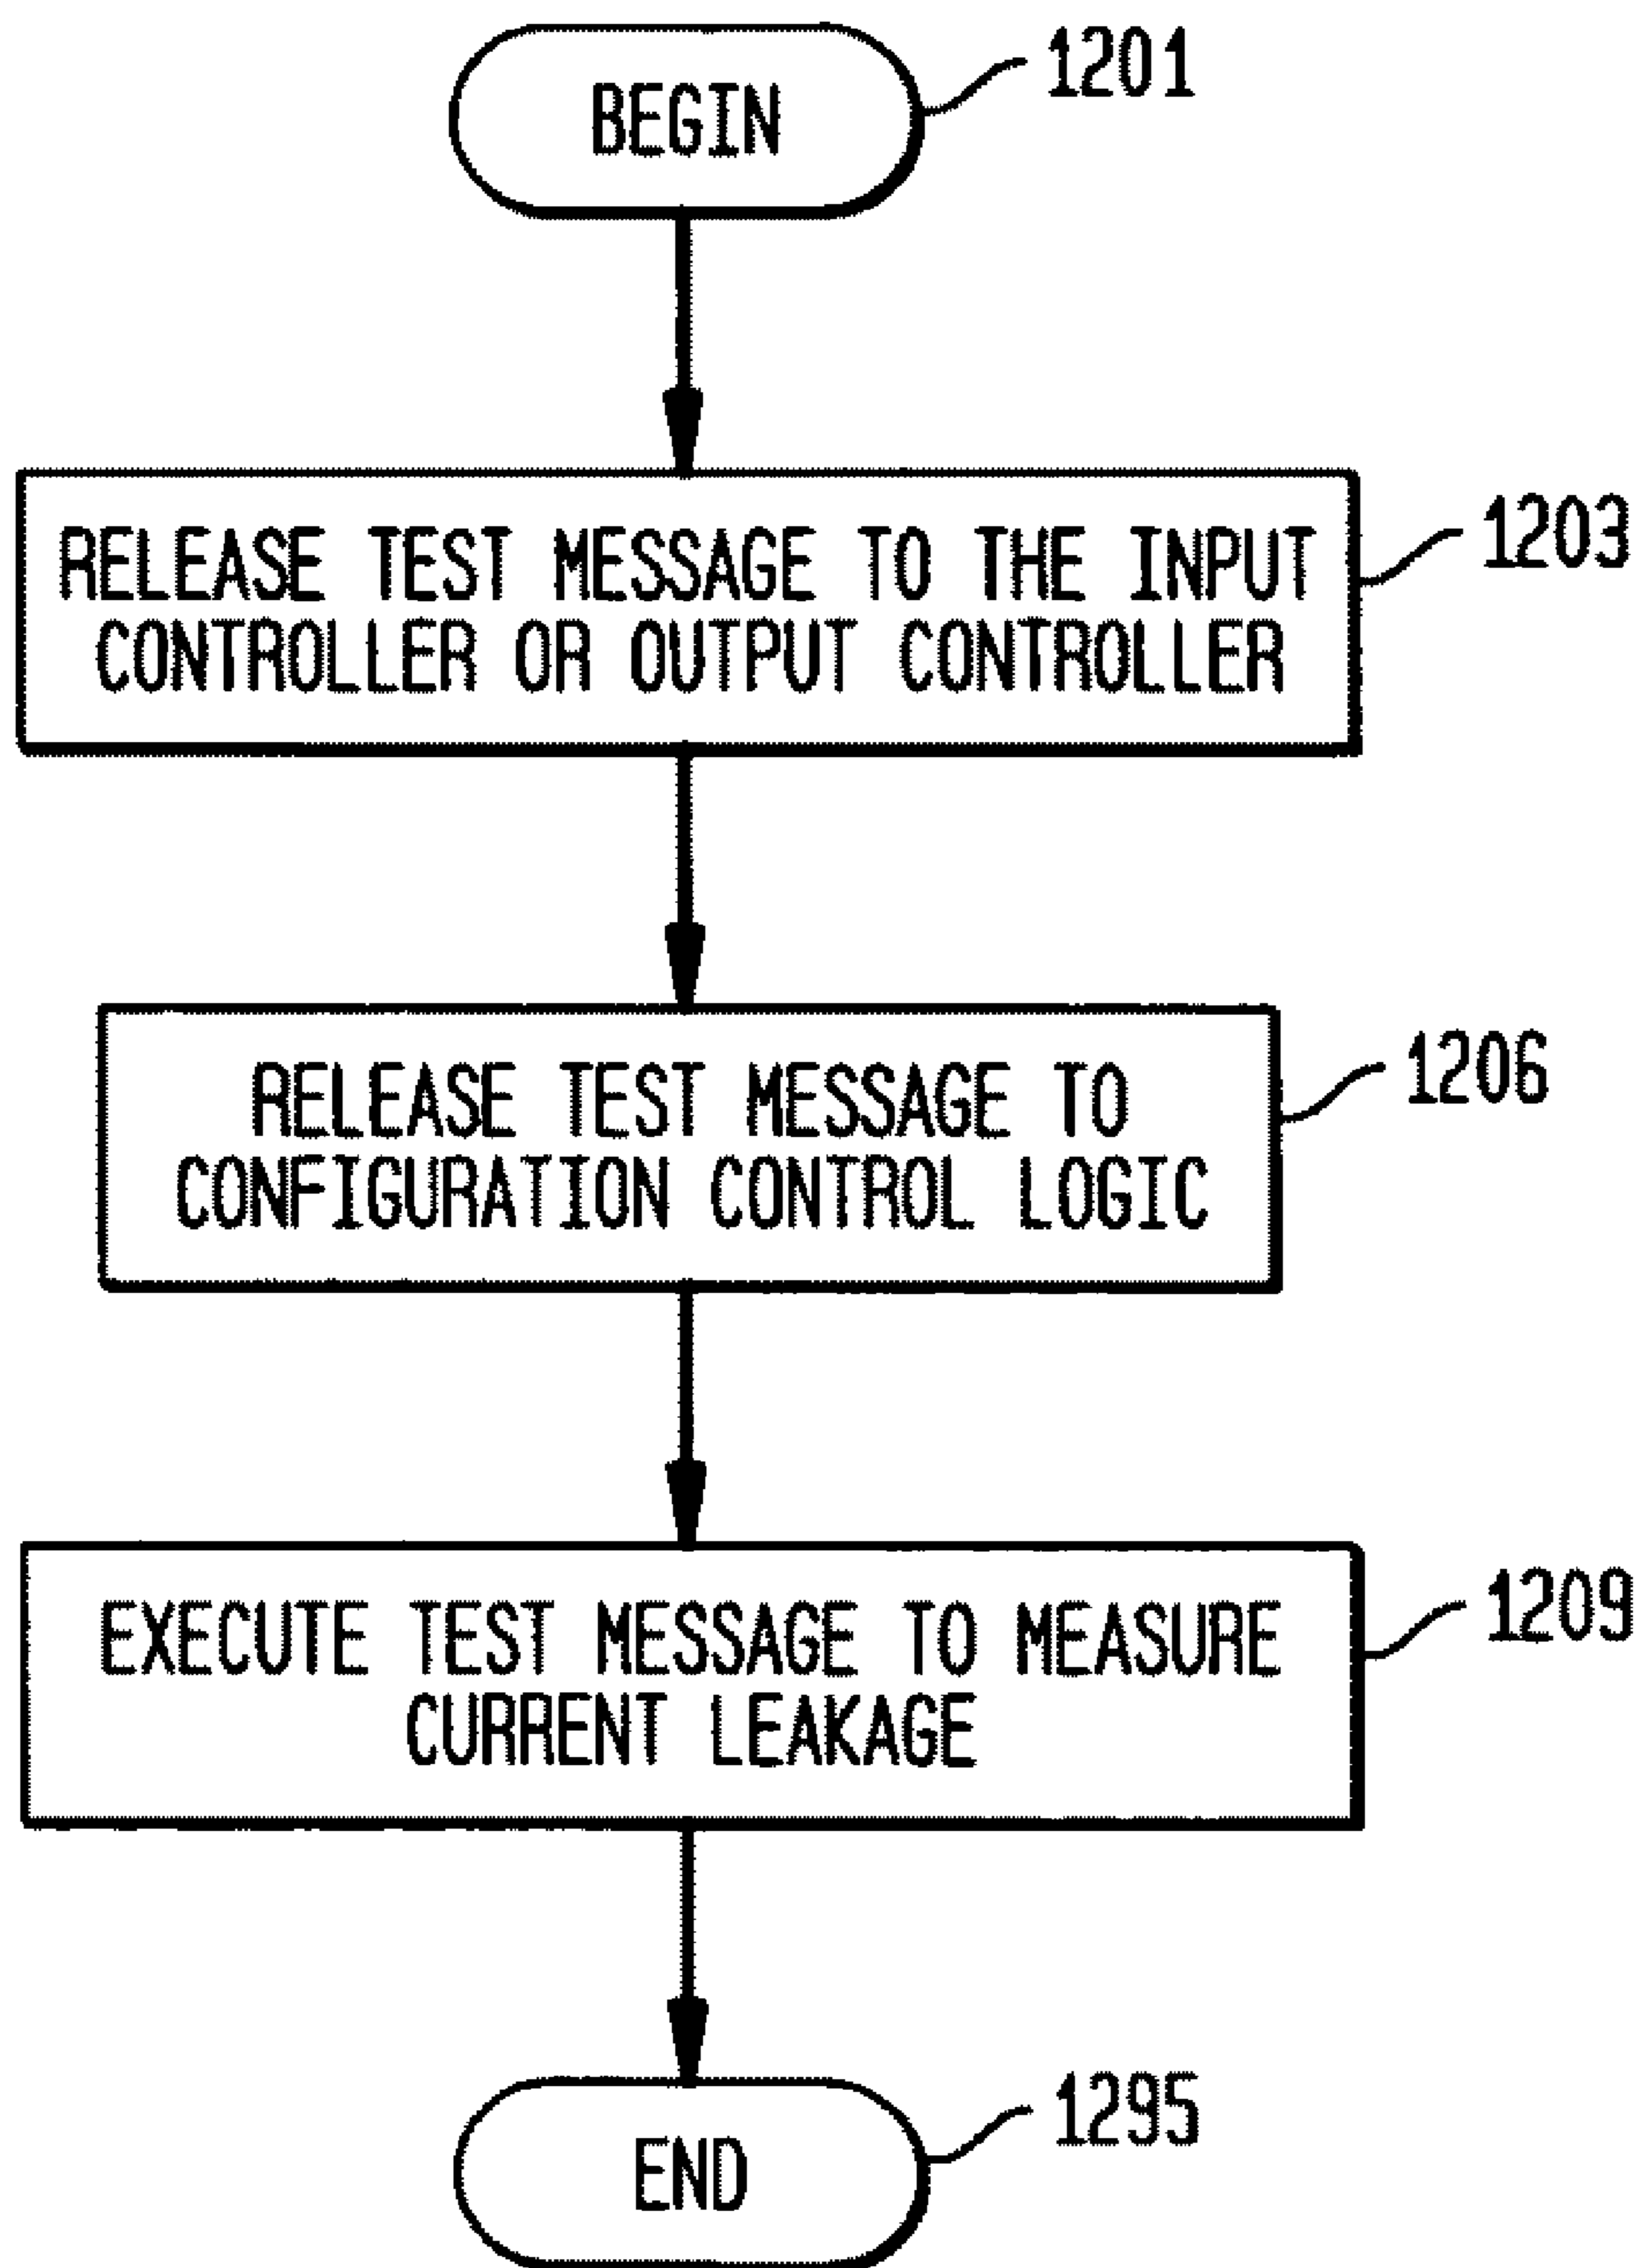 BEGIN
1201
RELEASE TEST MESSAGE TO THE INPUT
CONTROLLER OR OUTPUT CONTROLLER
1203
RELEASE TEST MESSAGE TO
CONFIGURATION CONTROL LOGIC
1206
EXECUTE TEST MESSAGE TO MEASURE
CURRENT LEAKAGE
1209
END
1295